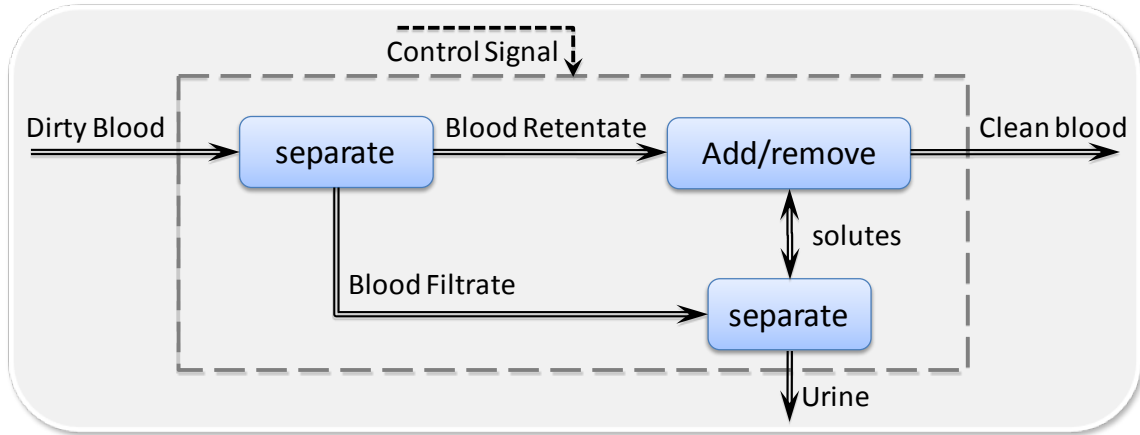 Control Signal
Dirty Blood
separate
Blood Retentate
Add/remove
Clean blood
solutes
Blood Filtrate
separate
Urine